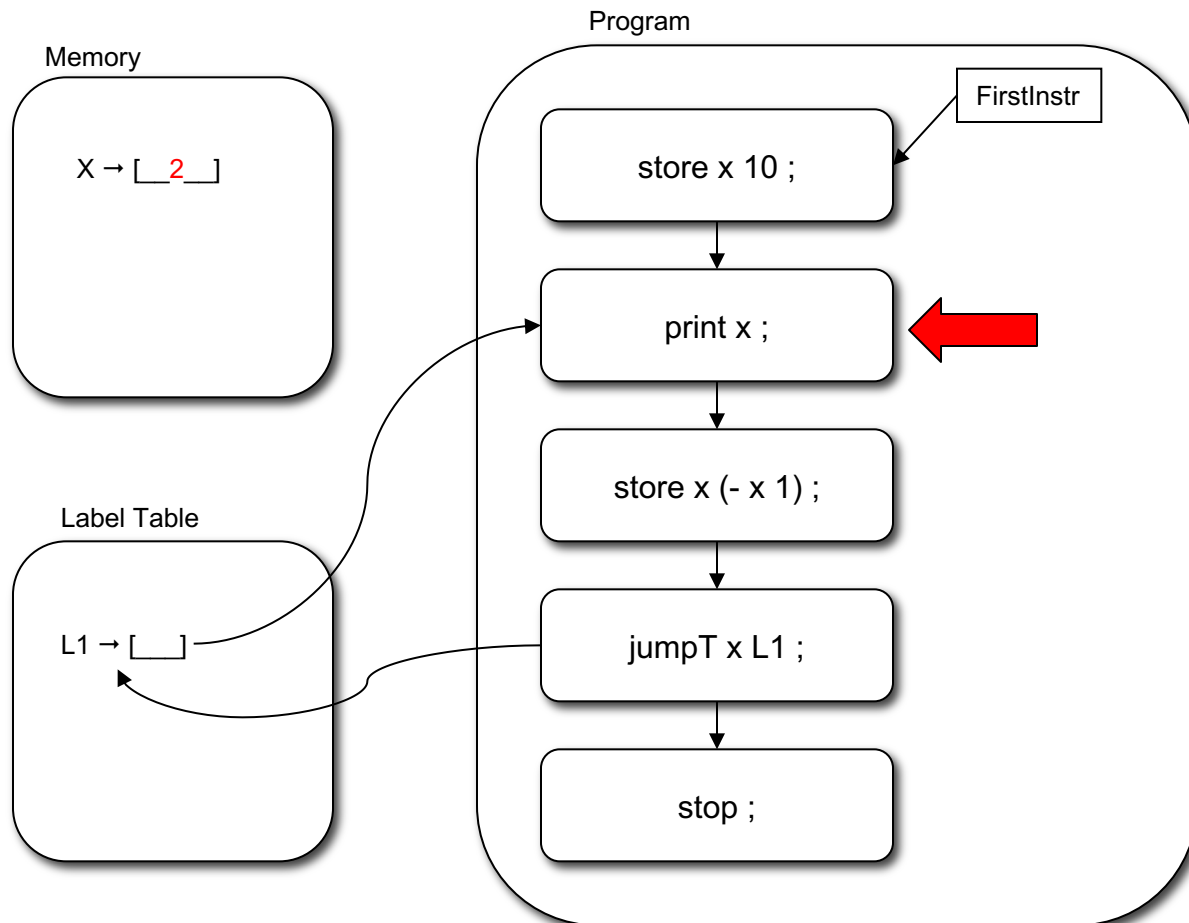 Program
Memory
FirstInstr
X → [__2__]
store x 10 ;
print x ;
store x (- x 1) ;
Label Table
L1 → [___]
jumpT x L1 ;
stop ;